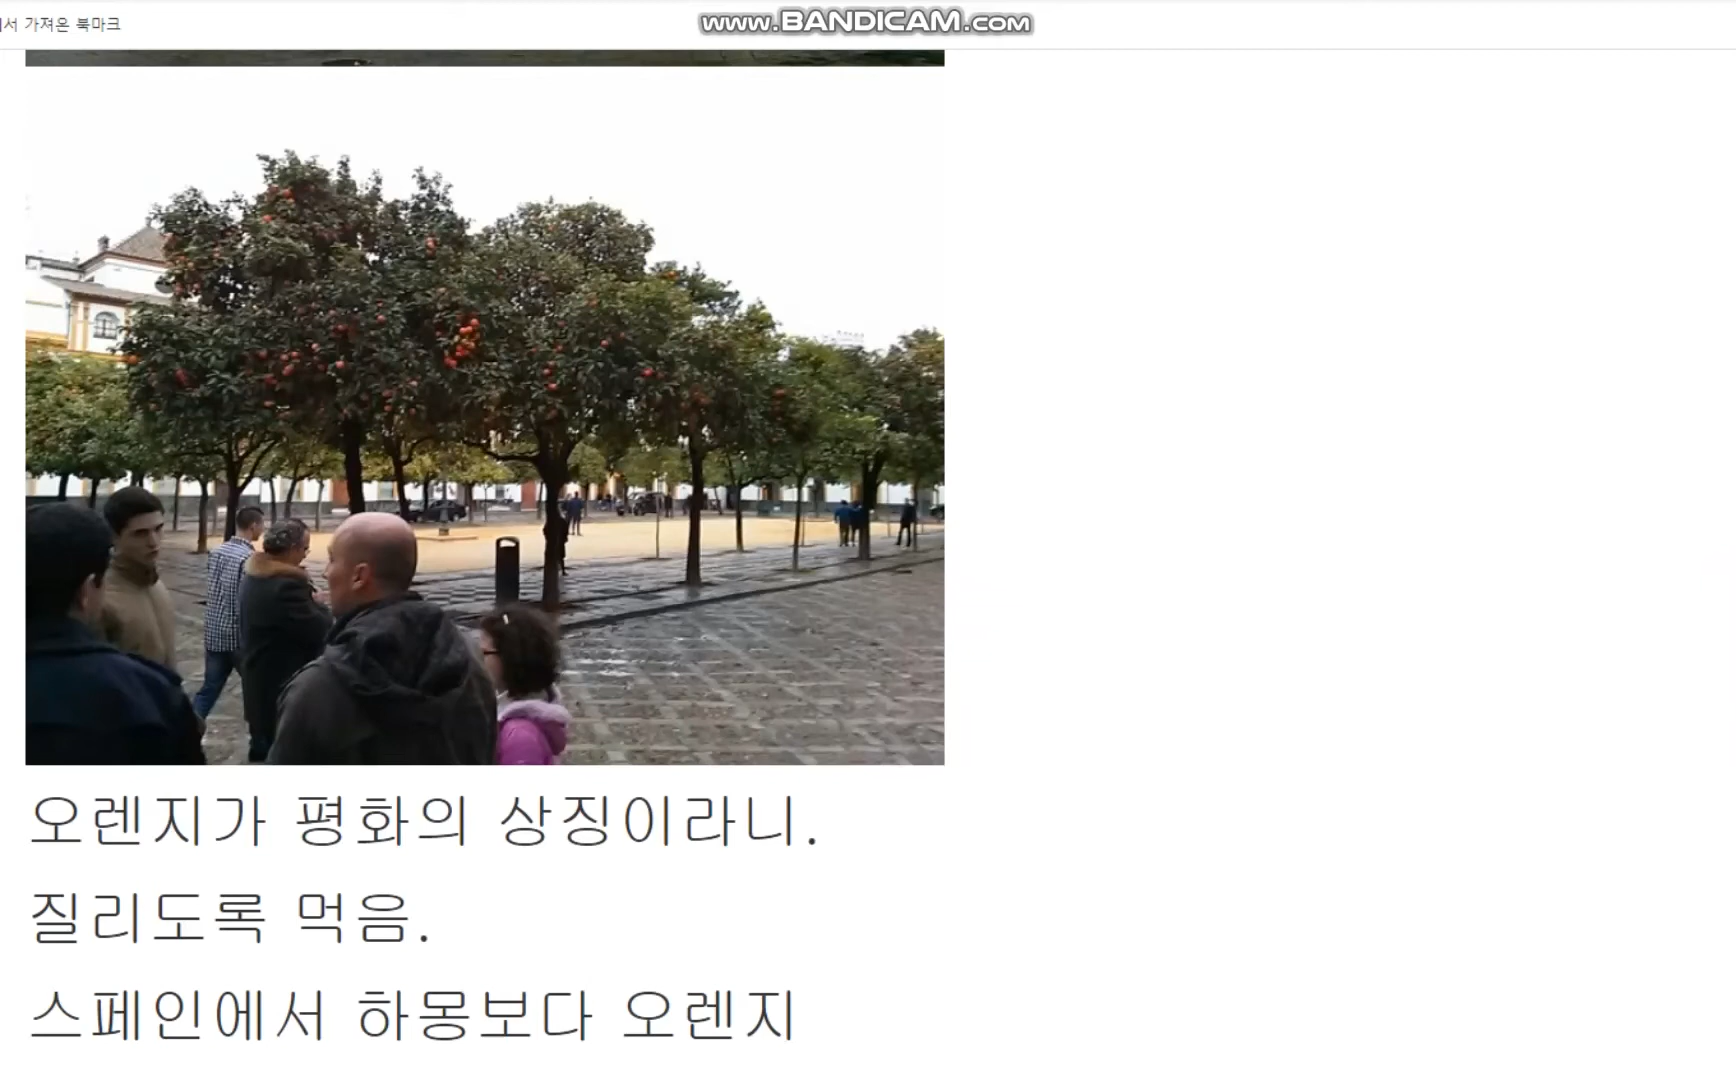 서 가져온 북마크
www.BANDICAM.com
오렌지가 평화의 상징이라니.
질리도록 먹음.
스페인에서 하몽보다 오렌지